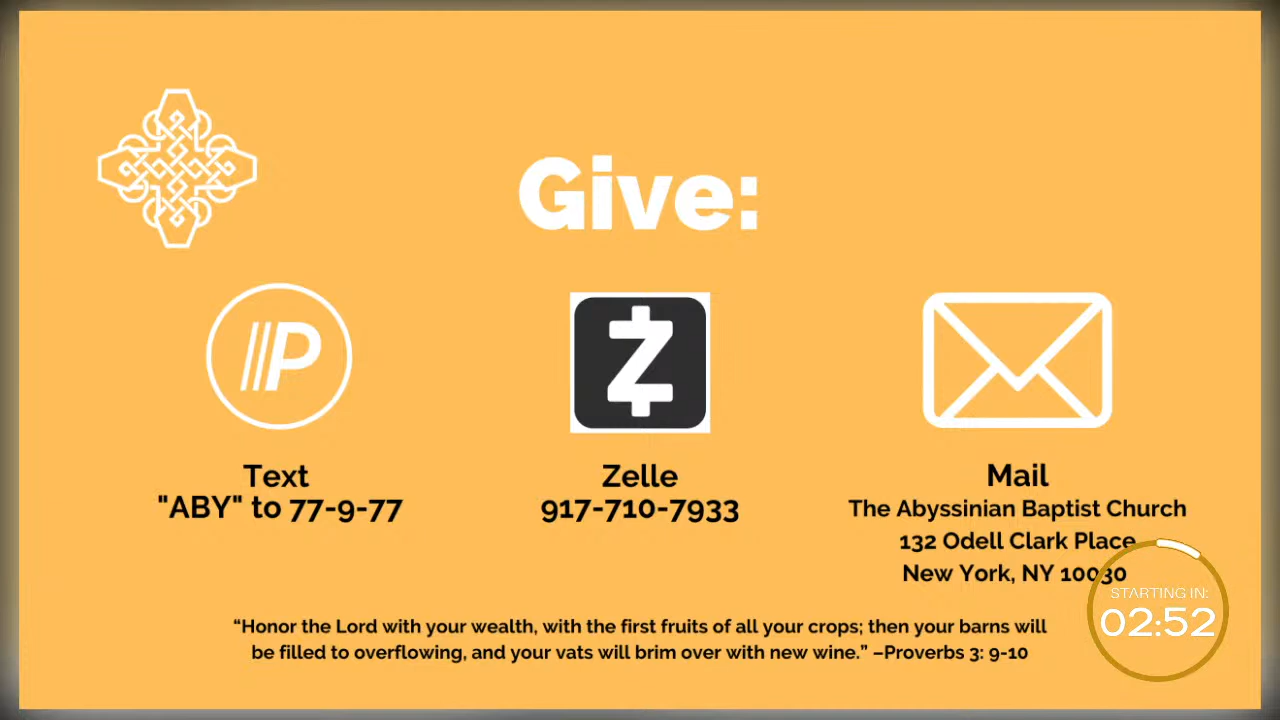 Give:
Text
"ABY" to 77-9-77
Zelle
917-710-7933
Mail
The Abyssinian Baptist Church
132 Odell Clark Place
New York, NY 10030
“Honor the Lord with your wealth, with the first fruits of all your crops; then your barns will
be filled to overflowing, and your vats will brim over with new wine.” –Proverbs 3: 9-10
STARTING IN:
02:52